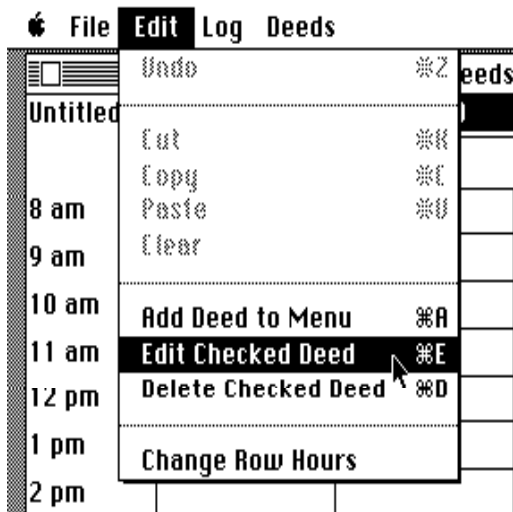 File Edit Log Deeds
Undo ⌘Z
eeds
Untitled
Cut ⌘X
Copy ⌘C
8 am
Paste ⌘V
Clear
9 am
10 am
Add Deed to Menu ⌘A
11 am
Edit Checked Deed ⌘E
12 pm
Delete Checked Deed ⌘D
1 pm
Change Row Hours
2 pm